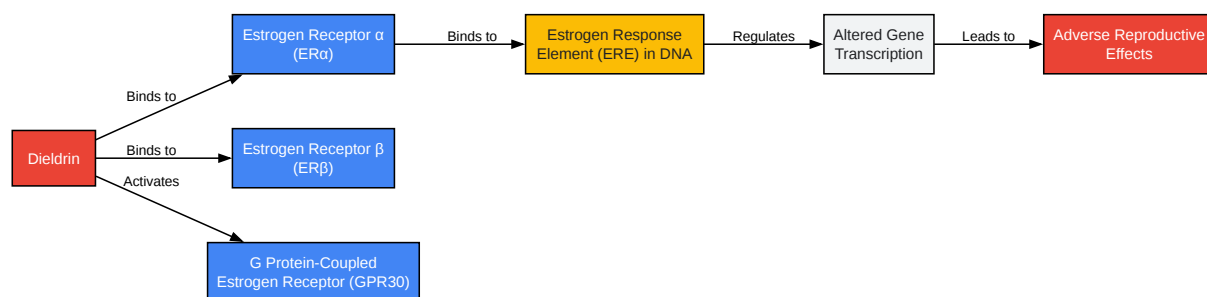 Estrogen Receptor α
(ERα)
Binds to
Estrogen Response
Element (ERE) in DNA
Regulates
Altered Gene
Transcription
Leads to
Adverse Reproductive
Effects
Binds to
Dieldrin
Binds to
Estrogen Receptor β
(ERβ)
Activates
G Protein-Coupled
Estrogen Receptor (GPR30)